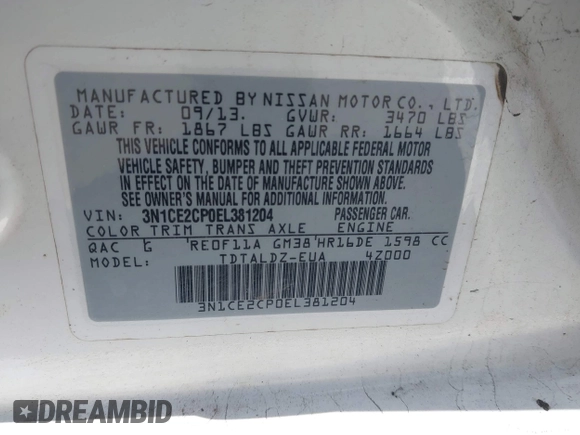 MANUFACTURED BY NISSAN MOTOR CO., LTD.
DATE: 09/13. GVWR: 3470 LBS
GAWR FR: 1867 LBS GAWR RR: 1664 LBS
THIS VEHICLE CONFORMS TO ALL APPLICABLE FEDERAL MOTOR
VEHICLE SAFETY, BUMPER AND THEFT PREVENTION STANDARDS
IN EFFECT ON THE DATE OF MANUFACTURE SHOWN ABOVE.
SEE OWNER'S MANUAL FOR ADDITIONAL INFORMATION.
VIN: 3N1CE2CP0EL381204 PASSENGER CAR.
COLOR TRIM TRANS AXLE ENGINE
QAC G RE0F11A GM38 HR16DE 1598 CC
MODEL: TDTALDZ-EUA 4Z000
3N1CE2CP0EL381204
DREAMBID